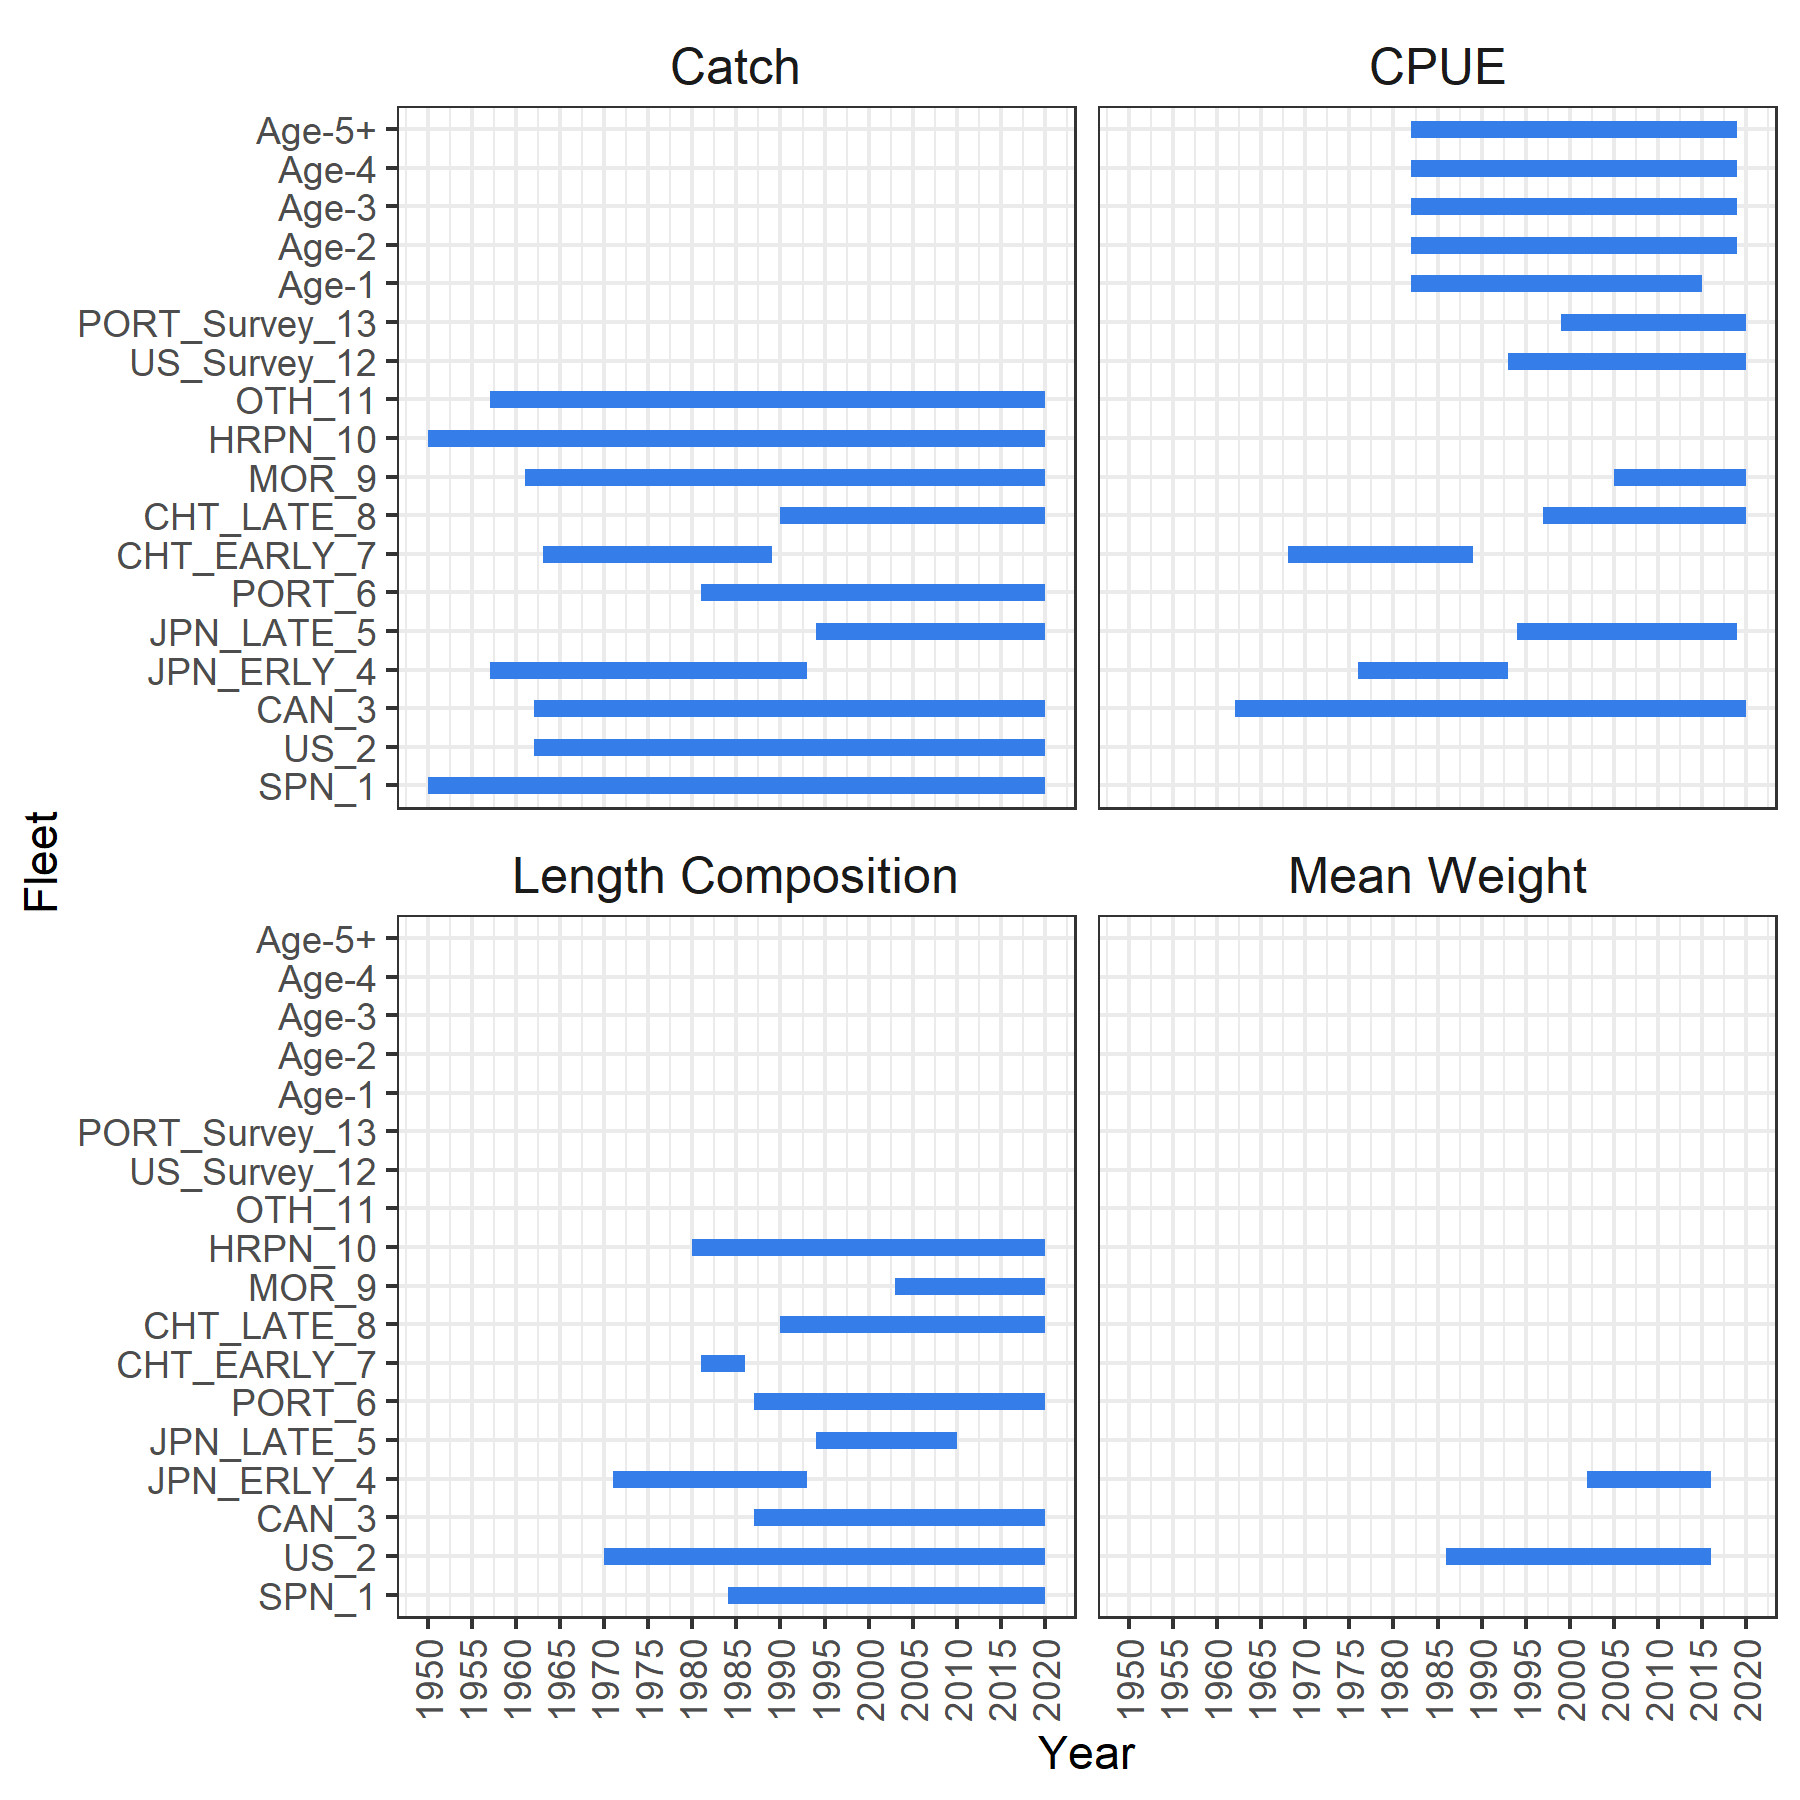 Catch
CPUE
Age-5+
Age-4
Age-3
Age-2
Age-1
PORT_Survey_13
US_Survey_12
OTH_11
HRPN_10
MOR_9
CHT_LATE_8
CHT_EARLY_7
PORT_6
JPN_LATE_5
JPN_ERLY_4
CAN_3
US_2
SPN_1
Fleet
Length Composition
Mean Weight
Age-5+
Age-4
Age-3
Age-2
Age-1
PORT_Survey_13
US_Survey_12
OTH_11
HRPN_10
MOR_9
CHT_LATE_8
CHT_EARLY_7
PORT_6
JPN_LATE_5
JPN_ERLY_4
CAN_3
US_2
SPN_1
1950 1955 1960 1965 1970 1975 1980 1985 1990 1995 2000 2005 2010 2015 2020
1950 1955 1960 1965 1970 1975 1980 1985 1990 1995 2000 2005 2010 2015 2020
Year